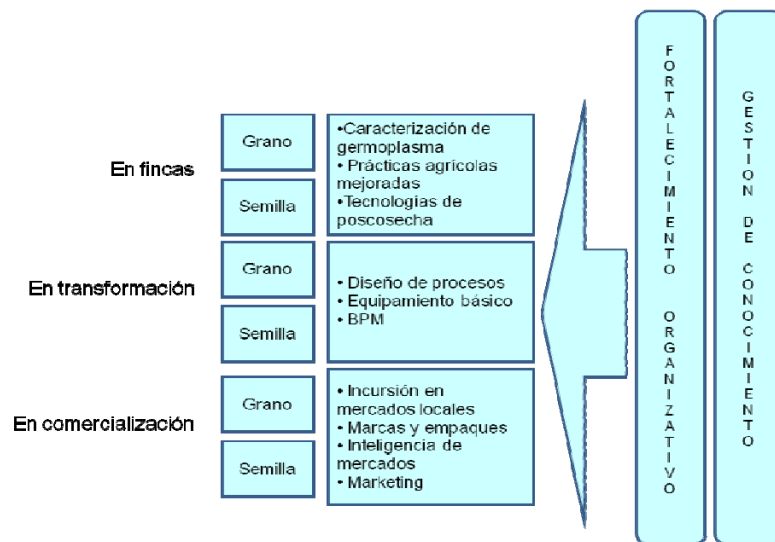 En fincas
Grano
Semilla
•Caracterización de
germoplasma
• Prácticas agrícolas
mejoradas
•Tecnologías de
poscosecha
En transformación
Grano
Semilla
• Diseño de procesos
• Equipamiento básico
• BPM
En comercialización
Grano
Semilla
• Incursión en
mercados locales
• Marcas y empaques
• Inteligencia de
mercados
• Marketing
FORTALECIMIENTO ORGANIZATIVO
GESTION DE CONOCIMIENTO